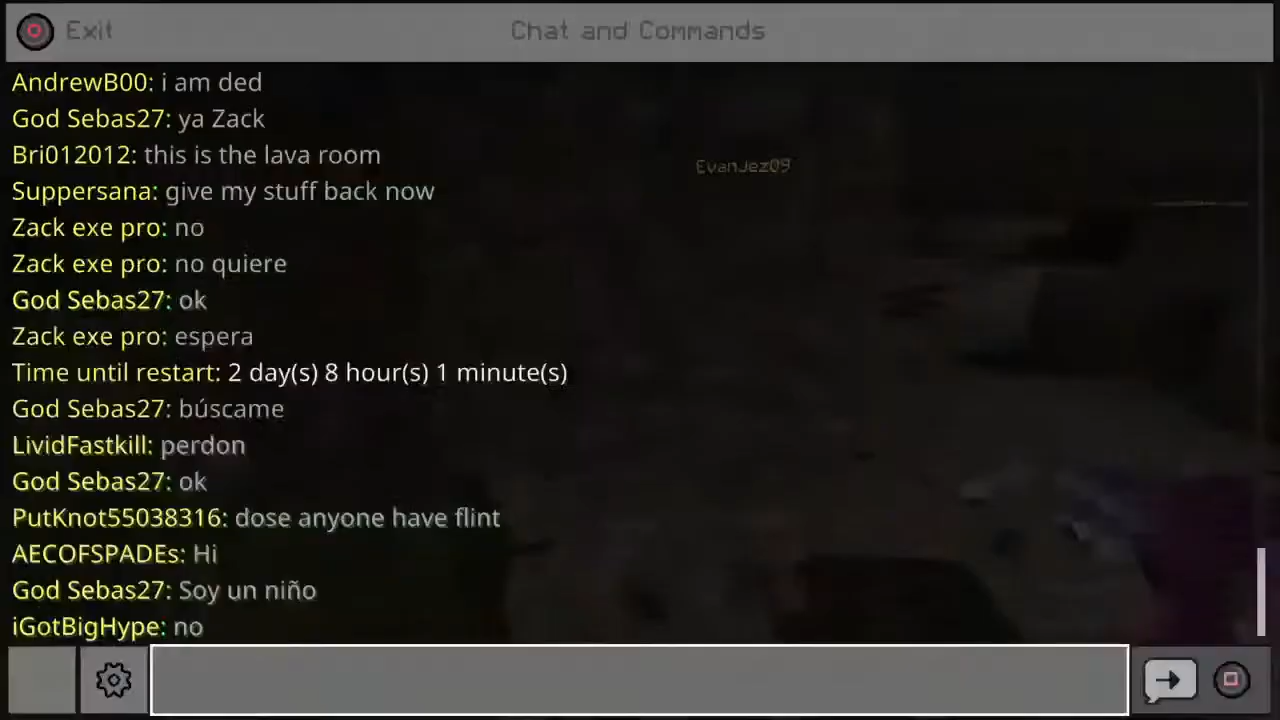 Exit
Chat and Commands
AndrewB00: i am ded
God Sebas27: ya Zack
Bri012012: this is the lava room
EvanJez09
Suppersana: give my stuff back now
Zack exe pro: no
Zack exe pro: no quiere
God Sebas27: ok
Zack exe pro: espera
Time until restart: 2 day(s) 8 hour(s) 1 minute(s)
God Sebas27: búscame
LividFastkill: perdon
God Sebas27: ok
PutKnot55038316: dose anyone have flint
AECOFSPADEs: Hi
God Sebas27: Soy un niño
iGotBigHype: no